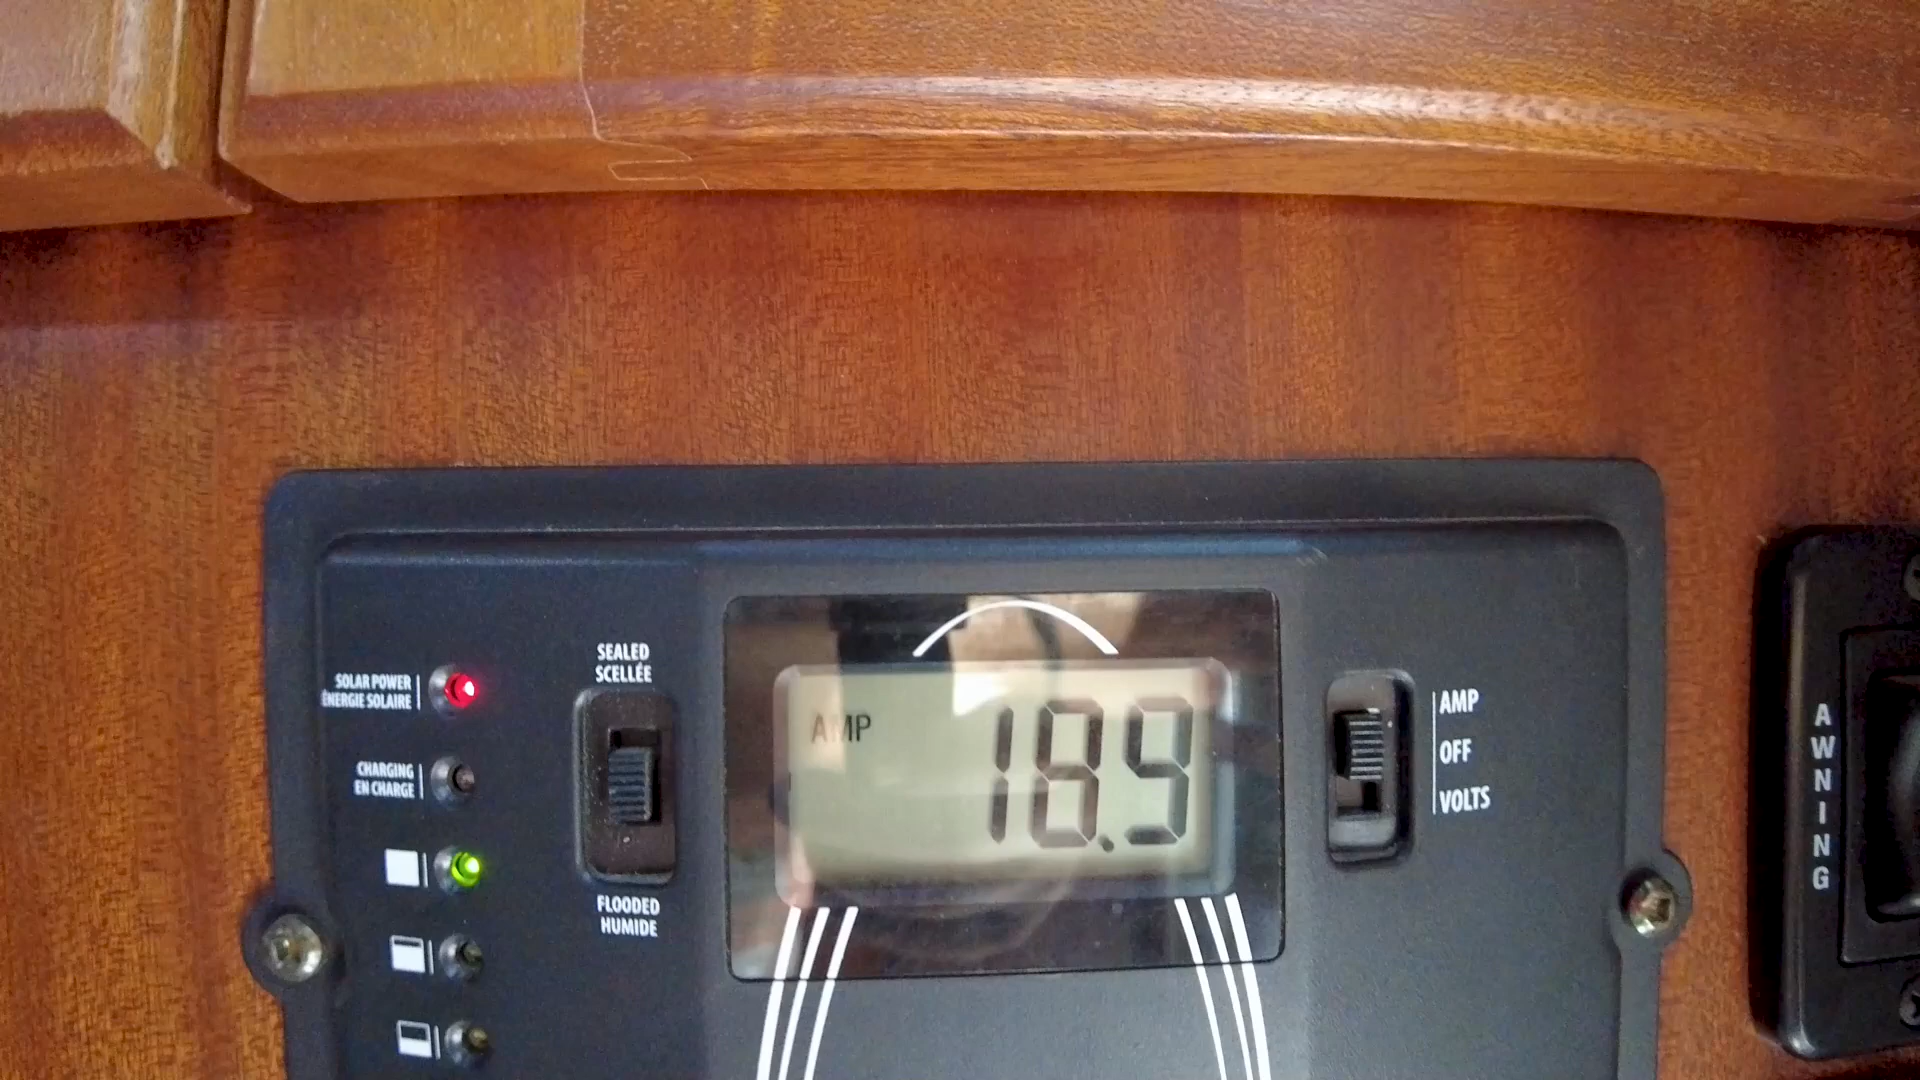 SOLAR POWER
ÉNERGIE SOLAIRE
CHARGING
EN CHARGE
SEALED
SCELLÉE
FLOODED
HUMIDE
AMP
18.9
AMP
OFF
VOLTS
AWNING